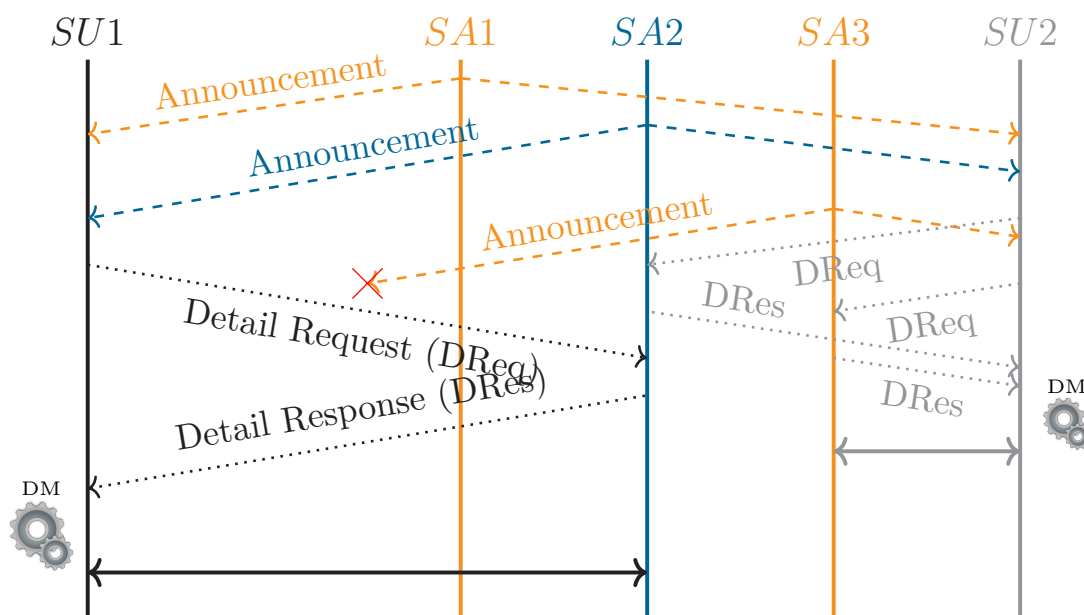 SU1
SA1
SA2
SA3
SU2
Announcement
Announcement
Announcement
DReq
DRes
DReq
Detail Request (DReq)
Detail Response (DRes)
DRes
DM
DM